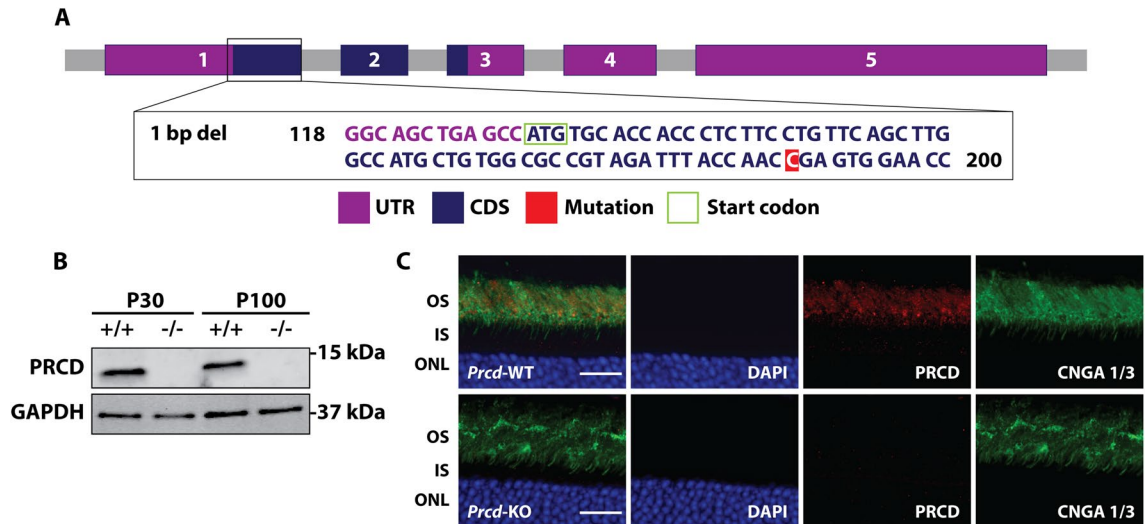 A
1 2 3 4 5
1 bp del 118 GGC AGC TGA GCC ATG TGC ACC ACC CTC TTC CTG TTC AGC TTG
GCC ATG CTG TGG CGC CGT AGA TTT ACC AAC CGA GTG GAA CC 200
UTR CDS Mutation Start codon
B
P30 P100
+/+ -/- +/+ -/-
PRCD -15 kDa
GAPDH -37 kDa
C
OS
IS
ONL
Prcd-WT DAPI PRCD CNGA 1/3
OS
IS
ONL
Prcd-KO DAPI PRCD CNGA 1/3